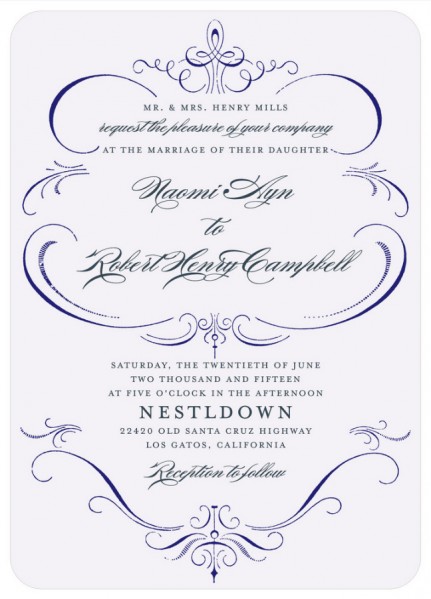 MR. & MRS. HENRY MILLS
request the pleasure of your company
AT THE MARRIAGE OF THEIR DAUGHTER
Naomi Ayn
to
Robert Henry Campbell
SATURDAY, THE TWENTIETH OF JUNE
TWO THOUSAND AND FIFTEEN
AT FIVE O'CLOCK IN THE AFTERNOON
NESTLDOWN
22420 OLD SANTA CRUZ HIGHWAY
LOS GATOS, CALIFORNIA
Reception to follow